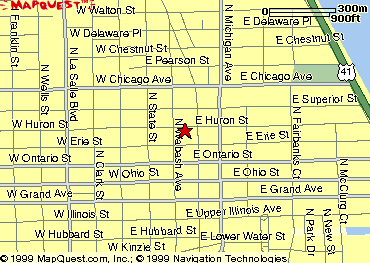 MAPQUEST
300m
900ft
W Walton St
E Delaware Pl
W Delaware Pl
E Chestnut St
W Chestnut St
E Pearson St
W Chicago Ave
E Chicago Ave
41
E Superior St
W Huron St
E Huron St
W Erie St
E Erie St
W Ontario St
E Ontario St
W Ohio St
E Ohio St
W Grand Ave
E Grand Ave
W Illinois St
E Upper Illinois Ave
W Hubbard St
E Hubbard St
E Lower Water St
W Kinzie St
Franklin St
N Wells St
La Salle Blvd
N Clark St
N State St
N Wabash Ave
N Michigan Ave
N Fairbanks Ct
N McClurg Ct
N Park Dr
N New St
© 1999 MapQuest.com, Inc.; © 1999 Navigation Technologies